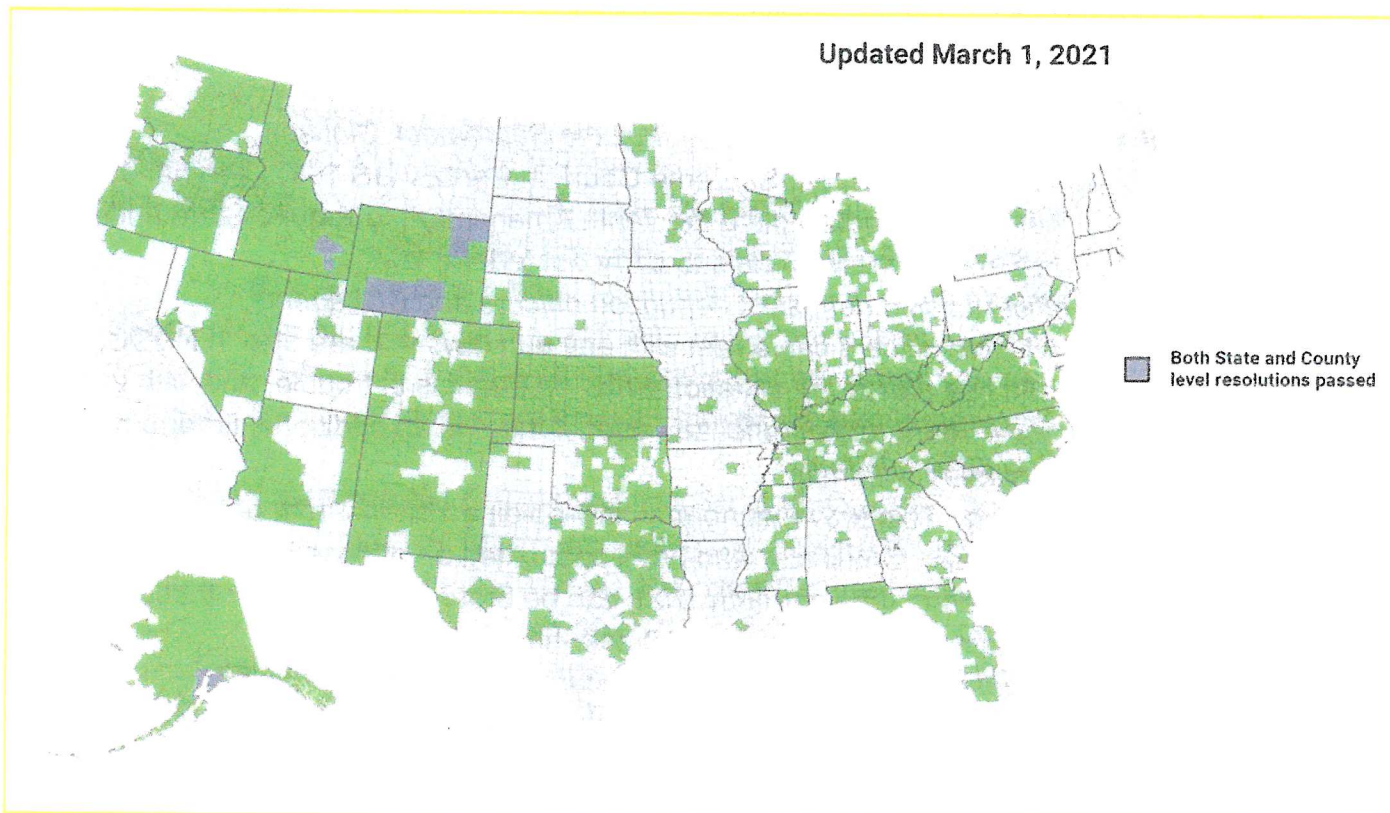 Updated March 1, 2021
Both State and County
level resolutions passed